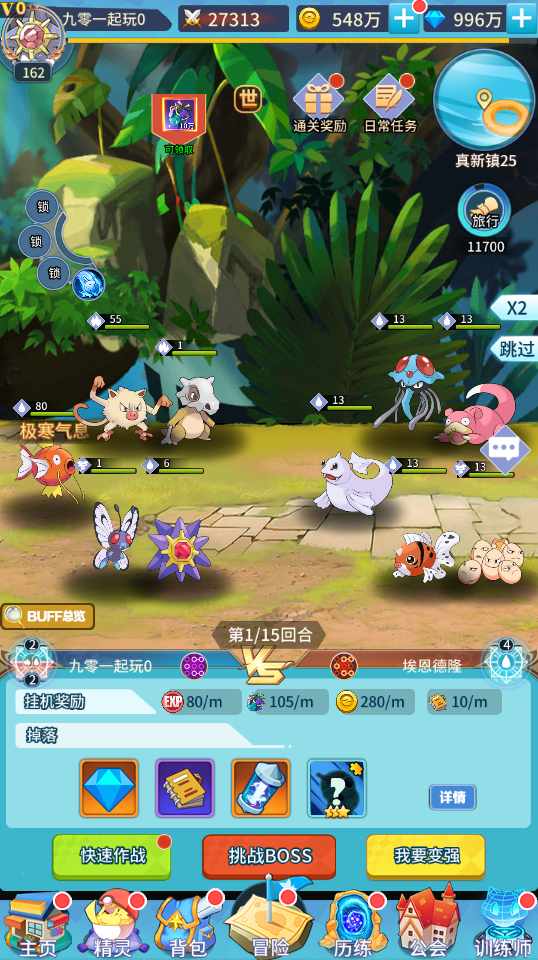 V0
九零一起玩0
27313
548万
996万
162
10万
可领取
世
通关奖励
日常任务
真新镇25
旅行
11700
锁
锁
锁
X2
跳过
55
1
13
13
80
13
极寒气息
1
6
13
13
BUFF总览
第1/15回合
2
2
九零一起玩0
VS
埃恩德隆
4
挂机奖励
EXP
80/m
105/m
280/m
10/m
掉落
?
详情
快速作战
挑战BOSS
我要变强
主页
精灵
背包
冒险
历练
公会
训练师